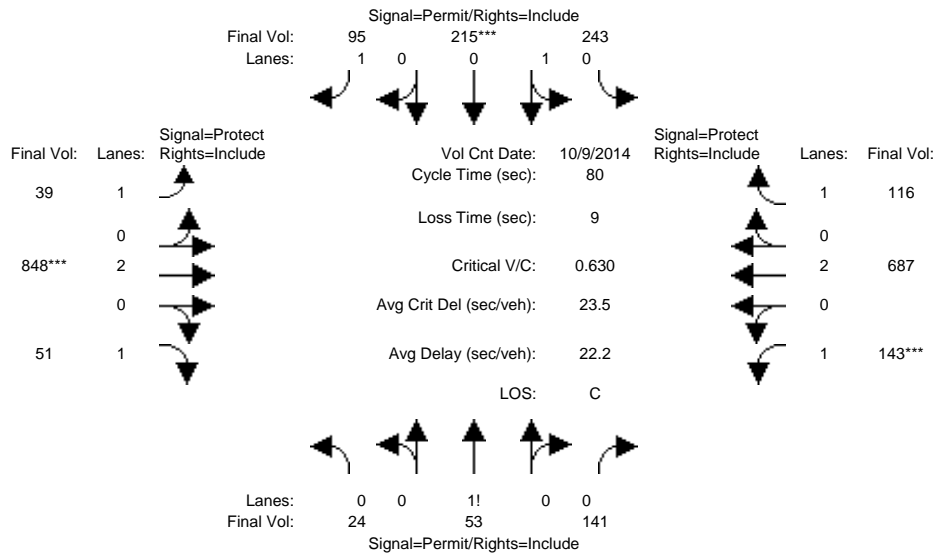 Signal=Permit/Rights=Include
Final Vol: 95 215*** 243
Lanes: 1 0 0 1 0
Signal=Protect Signal=Protect
Final Vol: Lanes: Rights=Include Vol Cnt Date: 10/9/2014 Rights=Include Lanes: Final Vol:
Cycle Time (sec): 80
39 1 1 116
Loss Time (sec): 9
0 0
848*** 2 Critical V/C: 0.630 2 687
0 Avg Crit Del (sec/veh): 23.5 0
51 1 Avg Delay (sec/veh): 22.2 1 143***
LOS: C
Lanes: 0 0 1! 0 0
Final Vol: 24 53 141
Signal=Permit/Rights=Include